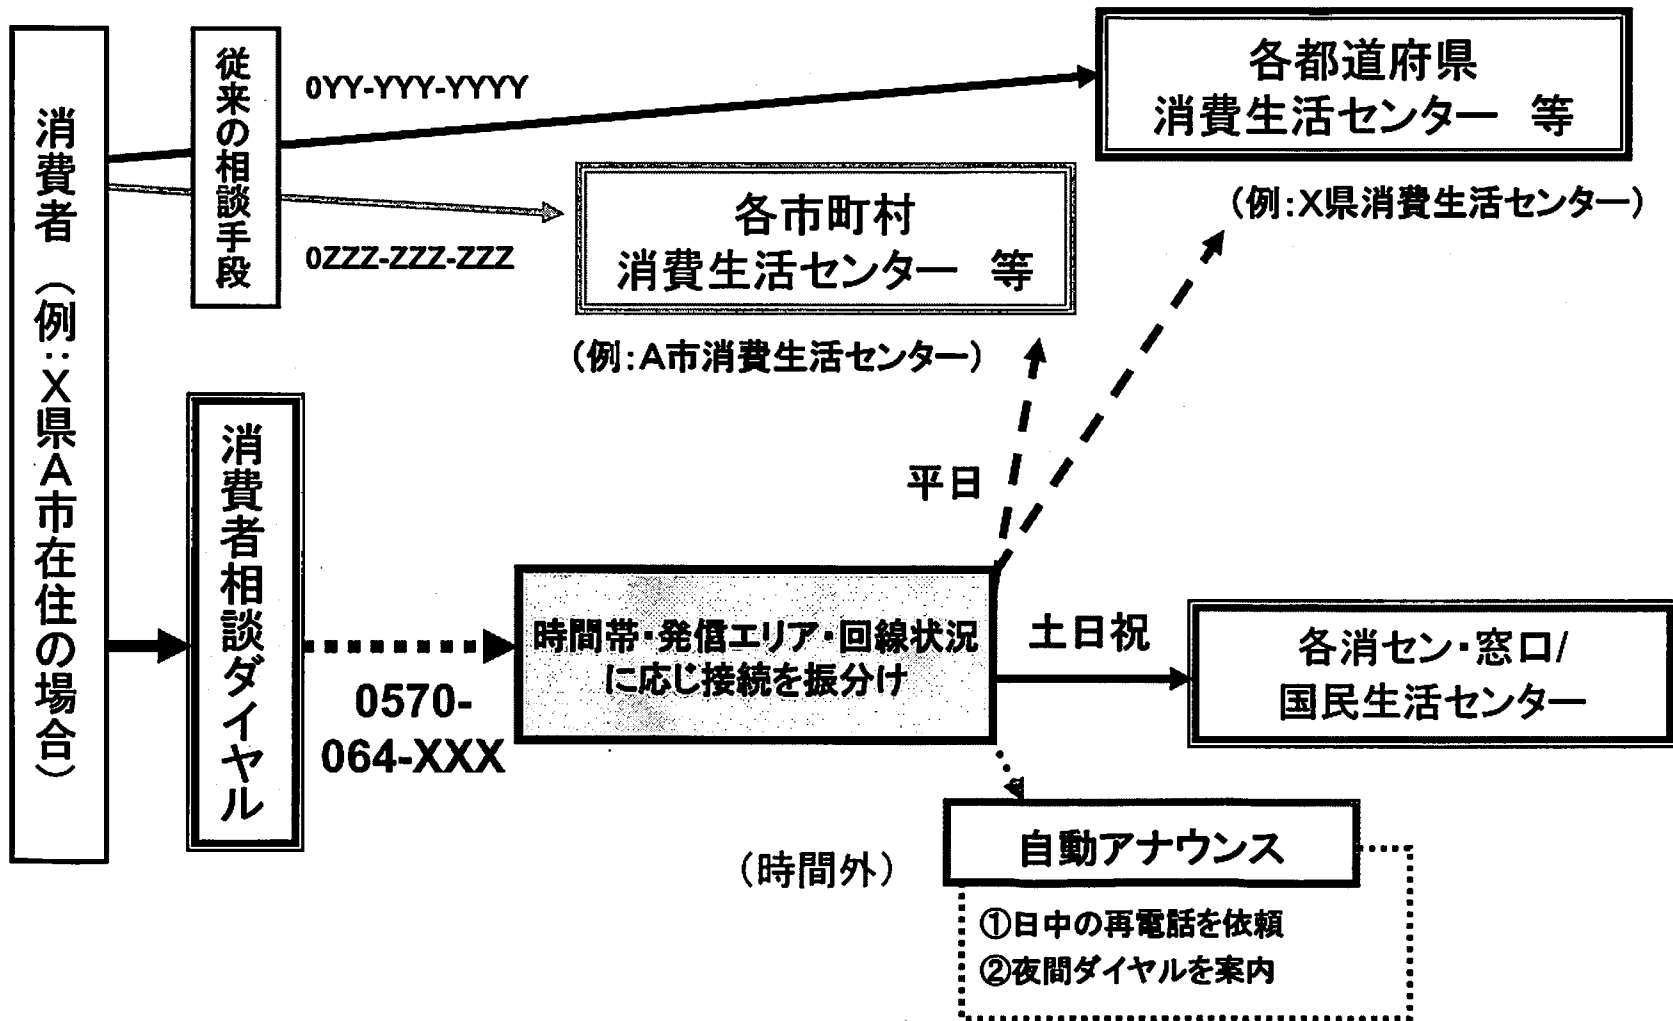 消費者（例：X県A市在住の場合）
従来の相談手段
0YY-YYY-YYYY
0ZZZ-ZZZ-ZZZ
各都道府県
消費生活センター　等
（例：X県消費生活センター）
各市町村
消費生活センター　等
（例：A市消費生活センター）
消費者相談ダイヤル
0570-
064-XXX
時間帯・発信エリア・回線状況
に応じ接続を振分け
平日
土日祝
各消セン・窓口/
国民生活センター
（時間外）
自動アナウンス
①日中の再電話を依頼
②夜間ダイヤルを案内